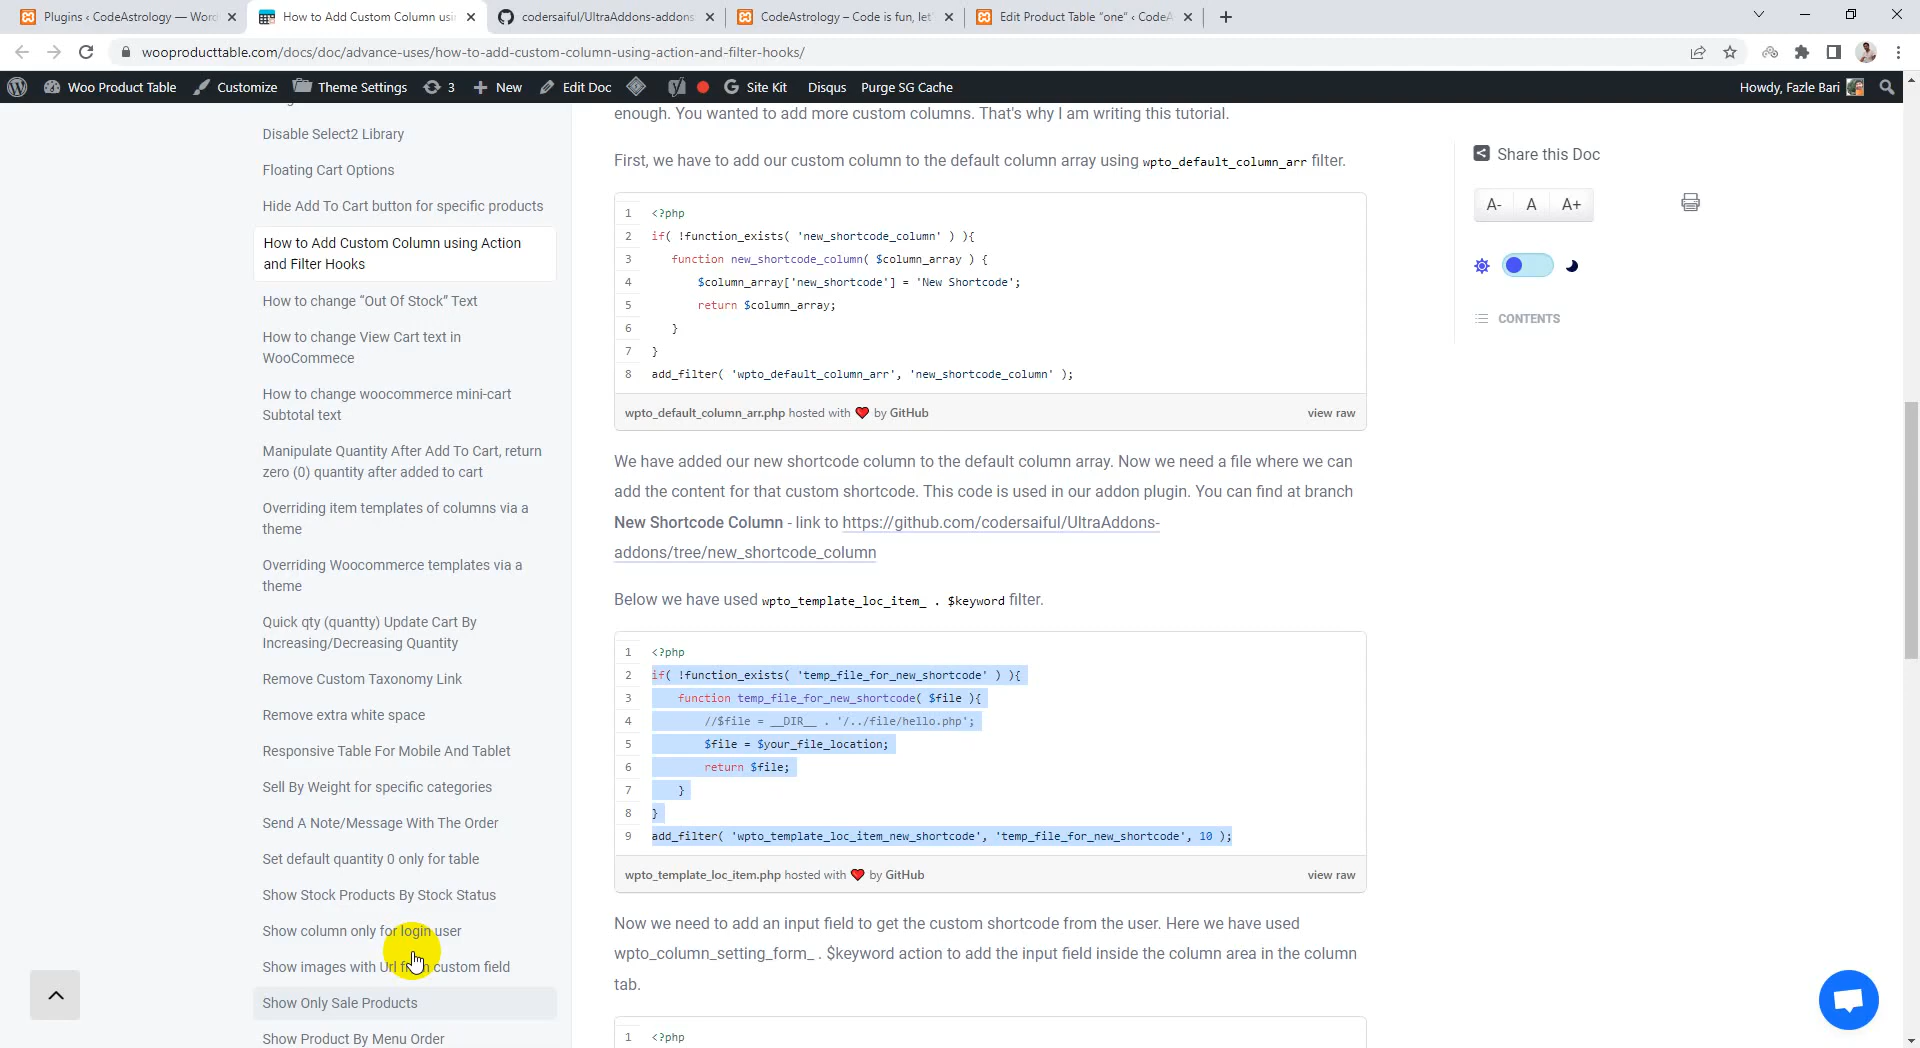 Plugins ‹ CodeAstrology — Wor
How to Add Custom Column usi
codersaiful/UltraAddons-addons
CodeAstrology – Code is fun, let'
Edit Product Table “one” ‹ CodeA
wooproducttable.com/docs/doc/advance-uses/how-to-add-custom-column-using-action-and-filter-hooks/
Woo Product Table
Customize
Theme Settings
3
New
Edit Doc
Site Kit
Disqus
Purge SG Cache
Howdy, Fazle Bari
Disable Select2 Library
Floating Cart Options
Hide Add To Cart button for specific products
How to Add Custom Column using Action
and Filter Hooks
How to change “Out Of Stock” Text
How to change View Cart text in
WooCommece
How to change woocommerce mini-cart
Subtotal text
Manipulate Quantity After Add To Cart, return
zero (0) quantity after added to cart
Overriding item templates of columns via a
theme
Overriding Woocommerce templates via a
theme
Quick qty (quantty) Update Cart By
Increasing/Decreasing Quantity
Remove Custom Taxonomy Link
Remove extra white space
Responsive Table For Mobile And Tablet
Sell By Weight for specific categories
Send A Note/Message With The Order
Set default quantity 0 only for table
Show Stock Products By Stock Status
Show column only for login user
Show images with Url from custom field
Show Only Sale Products
Show Product By Menu Order
enough. You wanted to add more custom columns. That's why I am writing this tutorial.
First, we have to add our custom column to the default column array using wpto_default_column_arr filter.
1 <?php
2 if( !function_exists( 'new_shortcode_column' ) ){
3 function new_shortcode_column( $column_array ) {
4 $column_array['new_shortcode'] = 'New Shortcode';
5 return $column_array;
6 }
7 }
8 add_filter( 'wpto_default_column_arr', 'new_shortcode_column' );
wpto_default_column_arr.php hosted with ❤ by GitHub view raw
We have added our new shortcode column to the default column array. Now we need a file where we can
add the content for that custom shortcode. This code is used in our addon plugin. You can find at branch
New Shortcode Column - link to https://github.com/codersaiful/UltraAddons-
addons/tree/new_shortcode_column
Below we have used wpto_template_loc_item_ . $keyword filter.
1 <?php
2 if( !function_exists( 'temp_file_for_new_shortcode' ) ){
3 function temp_file_for_new_shortcode( $file ){
4 //$file = __DIR__ . '/../file/hello.php';
5 $file = $your_file_location;
6 return $file;
7 }
8 }
9 add_filter( 'wpto_template_loc_item_new_shortcode', 'temp_file_for_new_shortcode', 10 );
wpto_template_loc_item.php hosted with ❤ by GitHub view raw
Now we need to add an input field to get the custom shortcode from the user. Here we have used
wpto_column_setting_form_ . $keyword action to add the input field inside the column area in the column
tab.
1 <?php
Share this Doc
A- A A+
CONTENTS